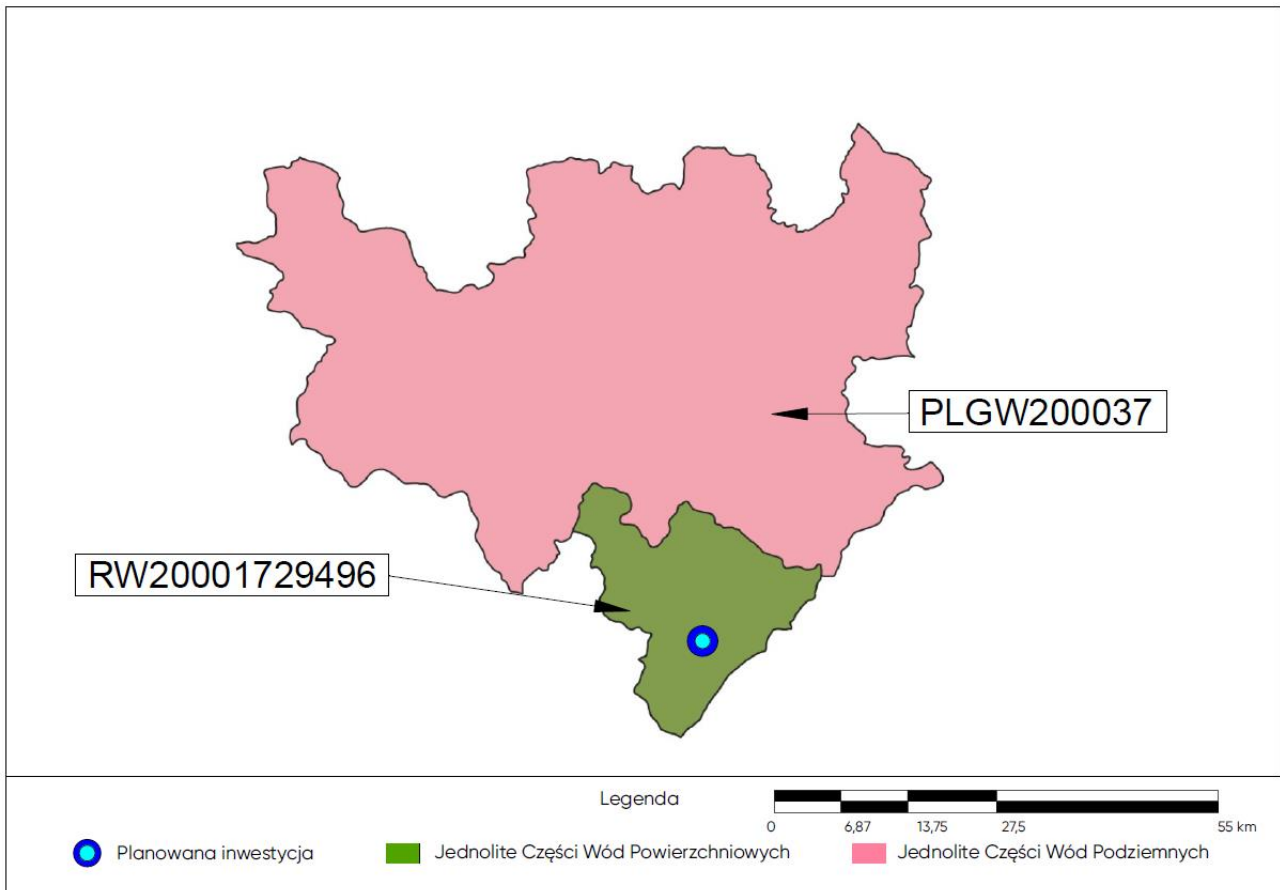 PLGW200037
RW20001729496
Legenda
0 6,87 13,75 27,5 55 km
Planowana inwestycja
Jednolite Części Wód Powierzchniowych
Jednolite Części Wód Podziemnych